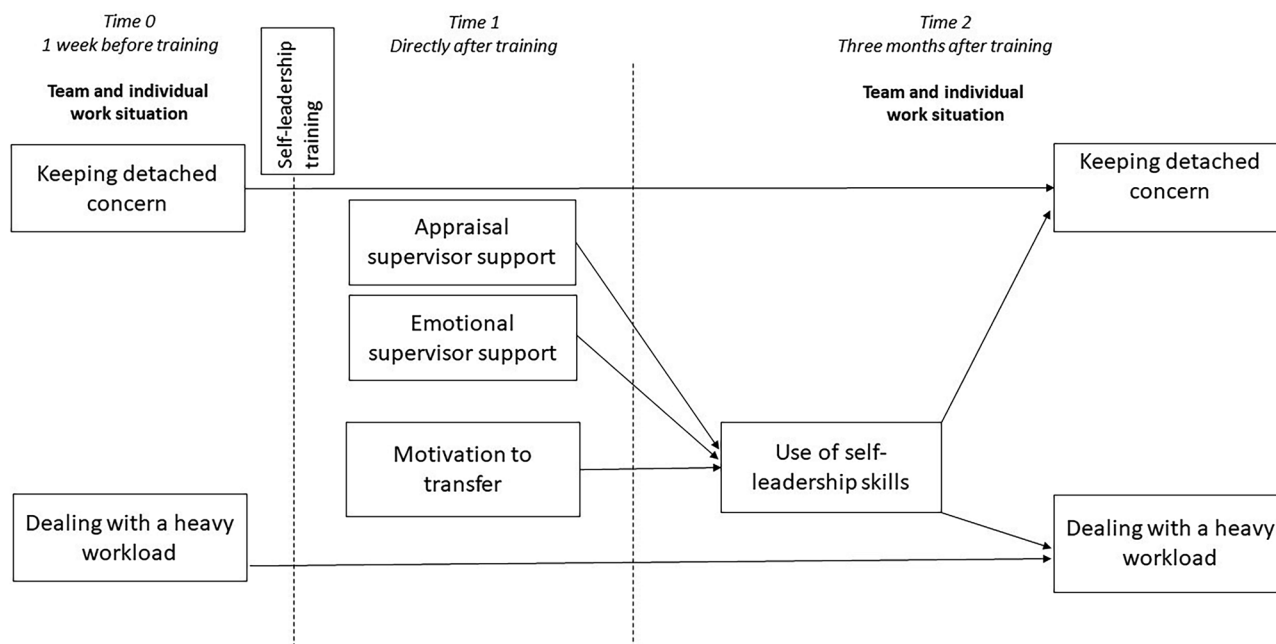 Time 0
1 week before training
Team and individual
work situation
Keeping detached
concern
Dealing with a heavy
workload
Self-leadership
training
Time 1
Directly after training
Appraisal
supervisor support
Emotional
supervisor support
Motivation to
transfer
Time 2
Three months after training
Team and individual
work situation
Use of self-
leadership skills
Keeping detached
concern
Dealing with a heavy
workload